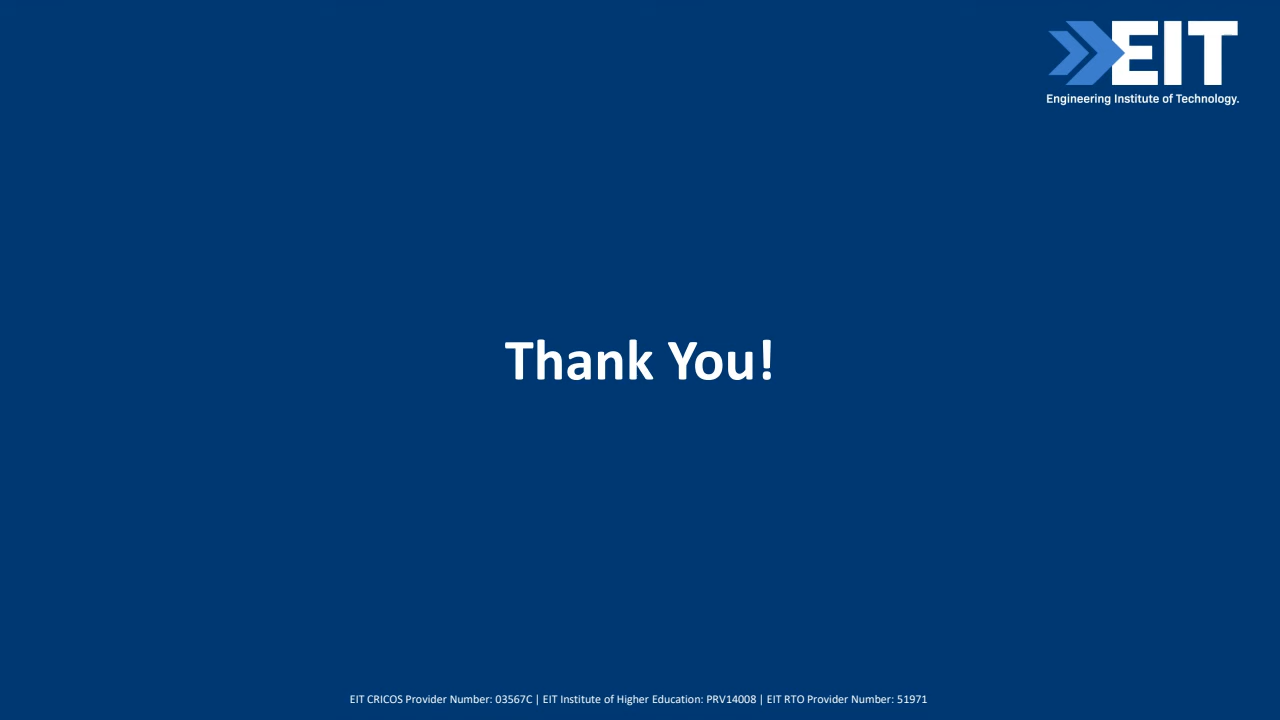 EIT
Engineering Institute of Technology.
Thank You!
EIT CRICOS Provider Number: 03567C | EIT Institute of Higher Education: PRV14008 | EIT RTO Provider Number: 51971